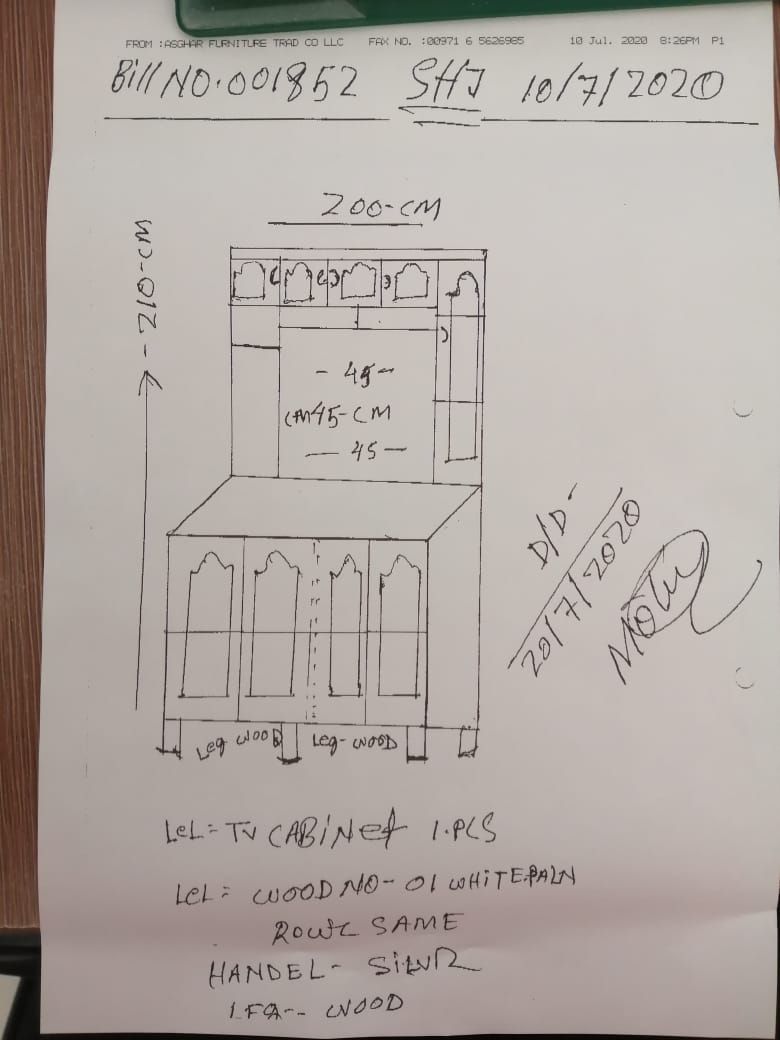 FROM :ASGHAR FURNITURE TRAD CO LLC FAX NO. :00971 6 5626985 10 Jul. 2020 8:26PM P1
Bill NO.001852 SHJ 10/7/2020
200-CM
- 210-CM
- 45-
CM45-CM
- 45 -
D/D
20/7/2020
Leg WOOD Leg-WOOD
LeL= TV CABiNet 1.PCS
LeL= WOOD NO- 01 WHiTE.PALN
SAME
HANDEL- SiLVR
WOOD